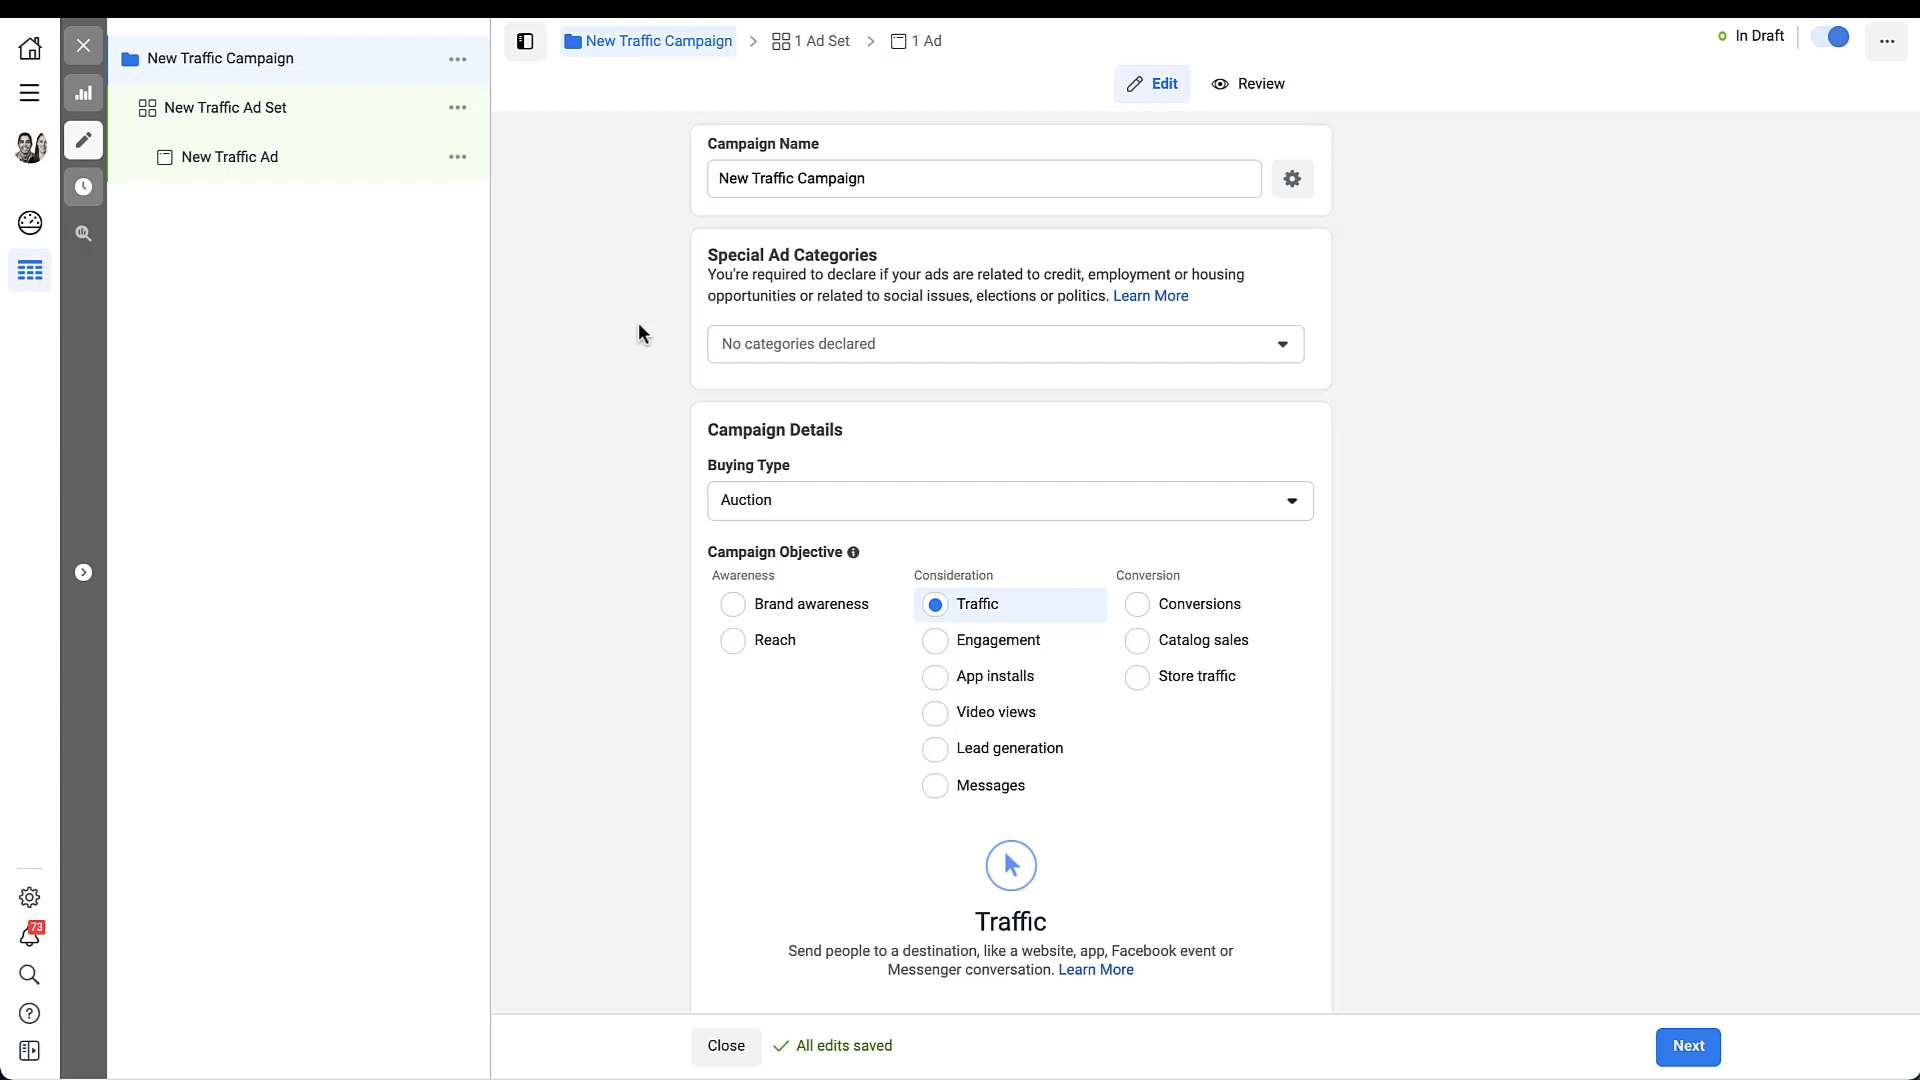 New Traffic Campaign
New Traffic Ad Set
New Traffic Ad
73
New Traffic Campaign > 1 Ad Set > 1 Ad
In Draft
Edit Review
Campaign Name
New Traffic Campaign
Special Ad Categories
You're required to declare if your ads are related to credit, employment or housing
opportunities or related to social issues, elections or politics. Learn More
No categories declared
Campaign Details
Buying Type
Auction
Campaign Objective
Awareness Consideration Conversion
Brand awareness Traffic Conversions
Reach Engagement Catalog sales
App installs Store traffic
Video views
Lead generation
Messages
Traffic
Send people to a destination, like a website, app, Facebook event or
Messenger conversation. Learn More
Close All edits saved Next